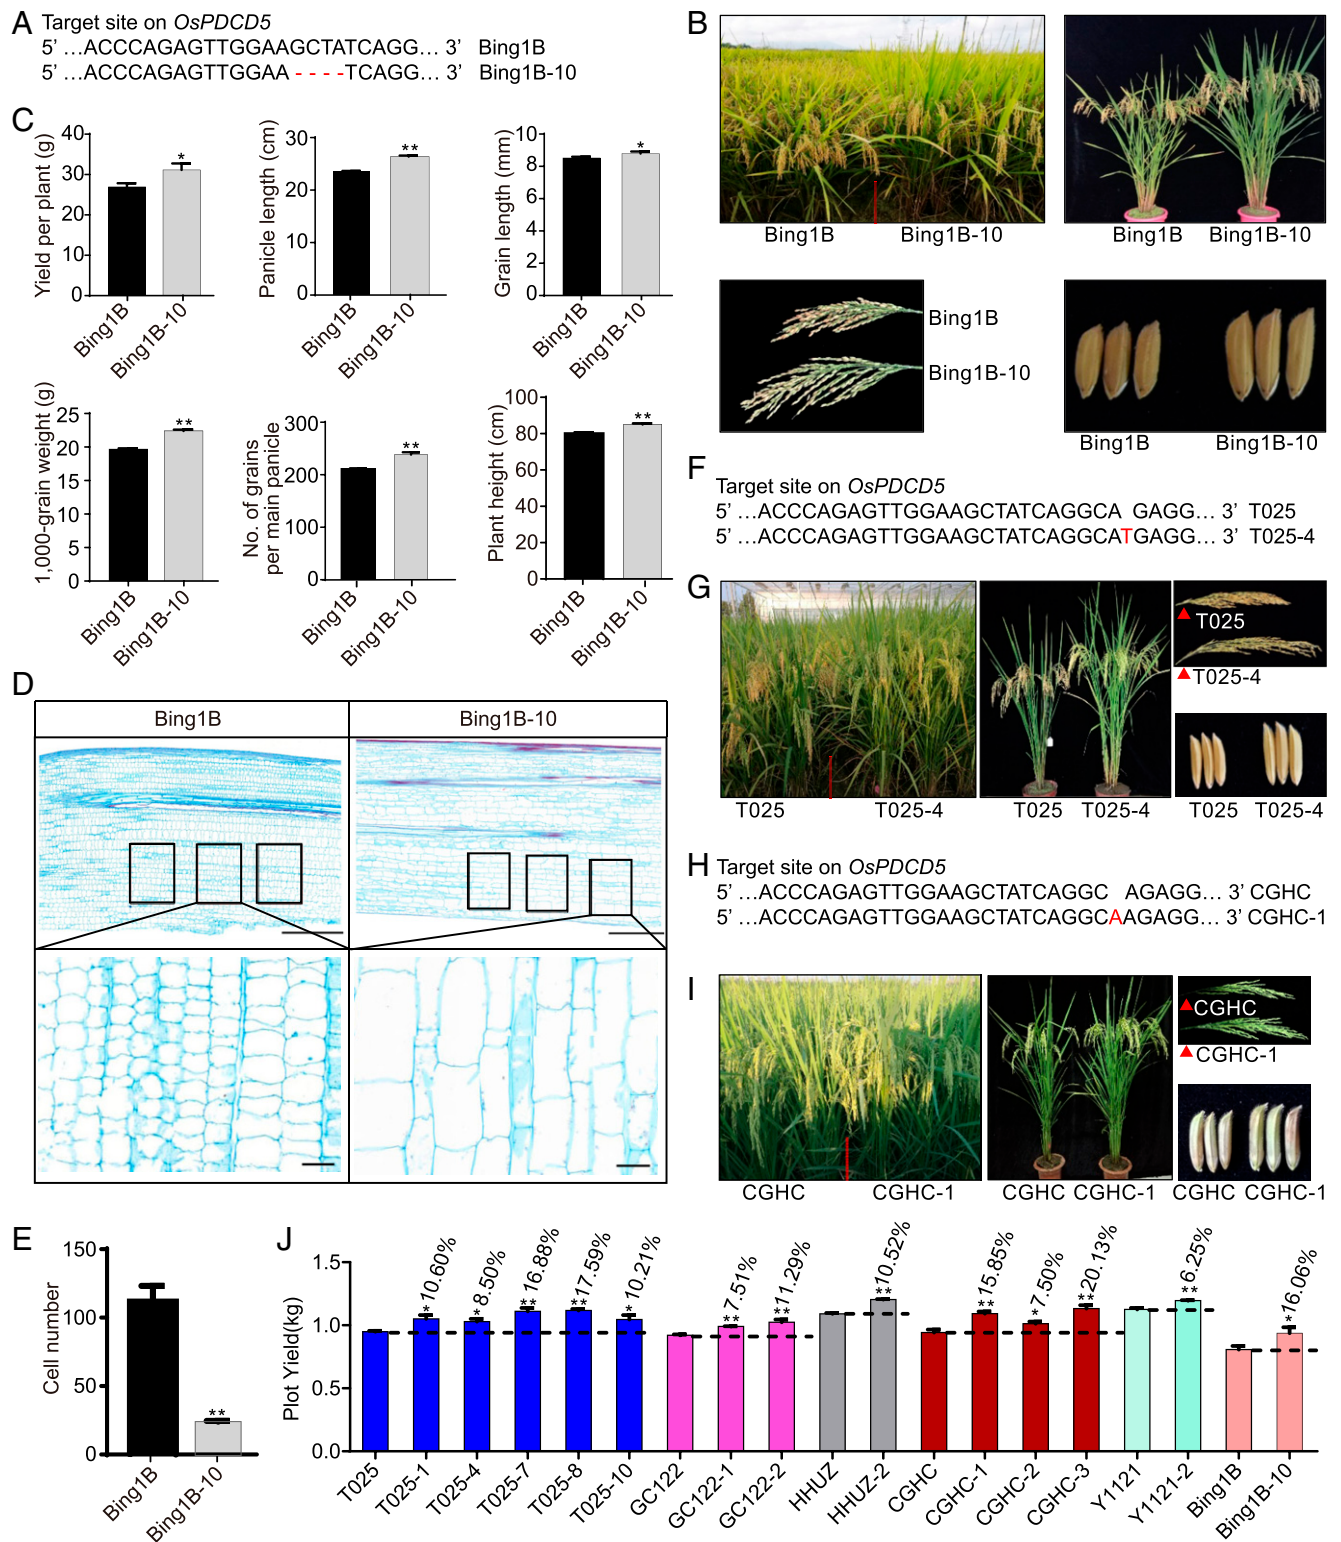 A
Target site on OsPDCD5
5’ ...ACCCAGAGTTGGAAGCTATCAGG... 3’ Bing1B
5’ ...ACCCAGAGTTGGAA - - - -TCAGG... 3’ Bing1B-10
B
Bing1B
Bing1B-10
Bing1B
Bing1B-10
Bing1B
Bing1B-10
Bing1B
Bing1B-10
C
Yield per plant (g)
40
30
20
10
0
*
Bing1B
Bing1B-10
Panicle length (cm)
30
20
10
0
**
Bing1B
Bing1B-10
Grain length (mm)
10
8
6
4
2
0
*
Bing1B
Bing1B-10
1,000-grain weight (g)
25
20
15
10
5
0
**
Bing1B
Bing1B-10
No. of grains
per main panicle
300
200
100
0
**
Bing1B
Bing1B-10
Plant height (cm)
100
80
60
40
20
0
**
Bing1B
Bing1B-10
D
Bing1B
Bing1B-10
E
Cell number
150
100
50
0
**
Bing1B
Bing1B-10
F
Target site on OsPDCD5
5’ ...ACCCAGAGTTGGAAGCTATCAGGCA GAGG... 3’ T025
5’ ...ACCCAGAGTTGGAAGCTATCAGGCATGAGG... 3’ T025-4
G
T025
T025-4
T025
T025-4
T025
T025-4
T025
T025-4
H
Target site on OsPDCD5
5’ ...ACCCAGAGTTGGAAGCTATCAGGC AGAGG... 3’ CGHC
5’ ...ACCCAGAGTTGGAAGCTATCAGGCAAGAGG... 3’ CGHC-1
I
CGHC
CGHC-1
CGHC
CGHC-1
CGHC
CGHC-1
CGHC
CGHC-1
J
Plot Yield(kg)
1.5
1.0
0.5
0.0
* 10.60%
* 8.50%
** 16.88%
** 17.59%
* 10.21%
** 7.51%
** 11.29%
** 10.52%
** 15.85%
* 7.50%
** 20.13%
** 6.25%
* 16.06%
T025
T025-1
T025-4
T025-7
T025-8
T025-10
GC122
GC122-1
GC122-2
HHUZ
HHUZ-2
CGHC
CGHC-1
CGHC-2
CGHC-3
Y1121
Y1121-2
Bing1B
Bing1B-10